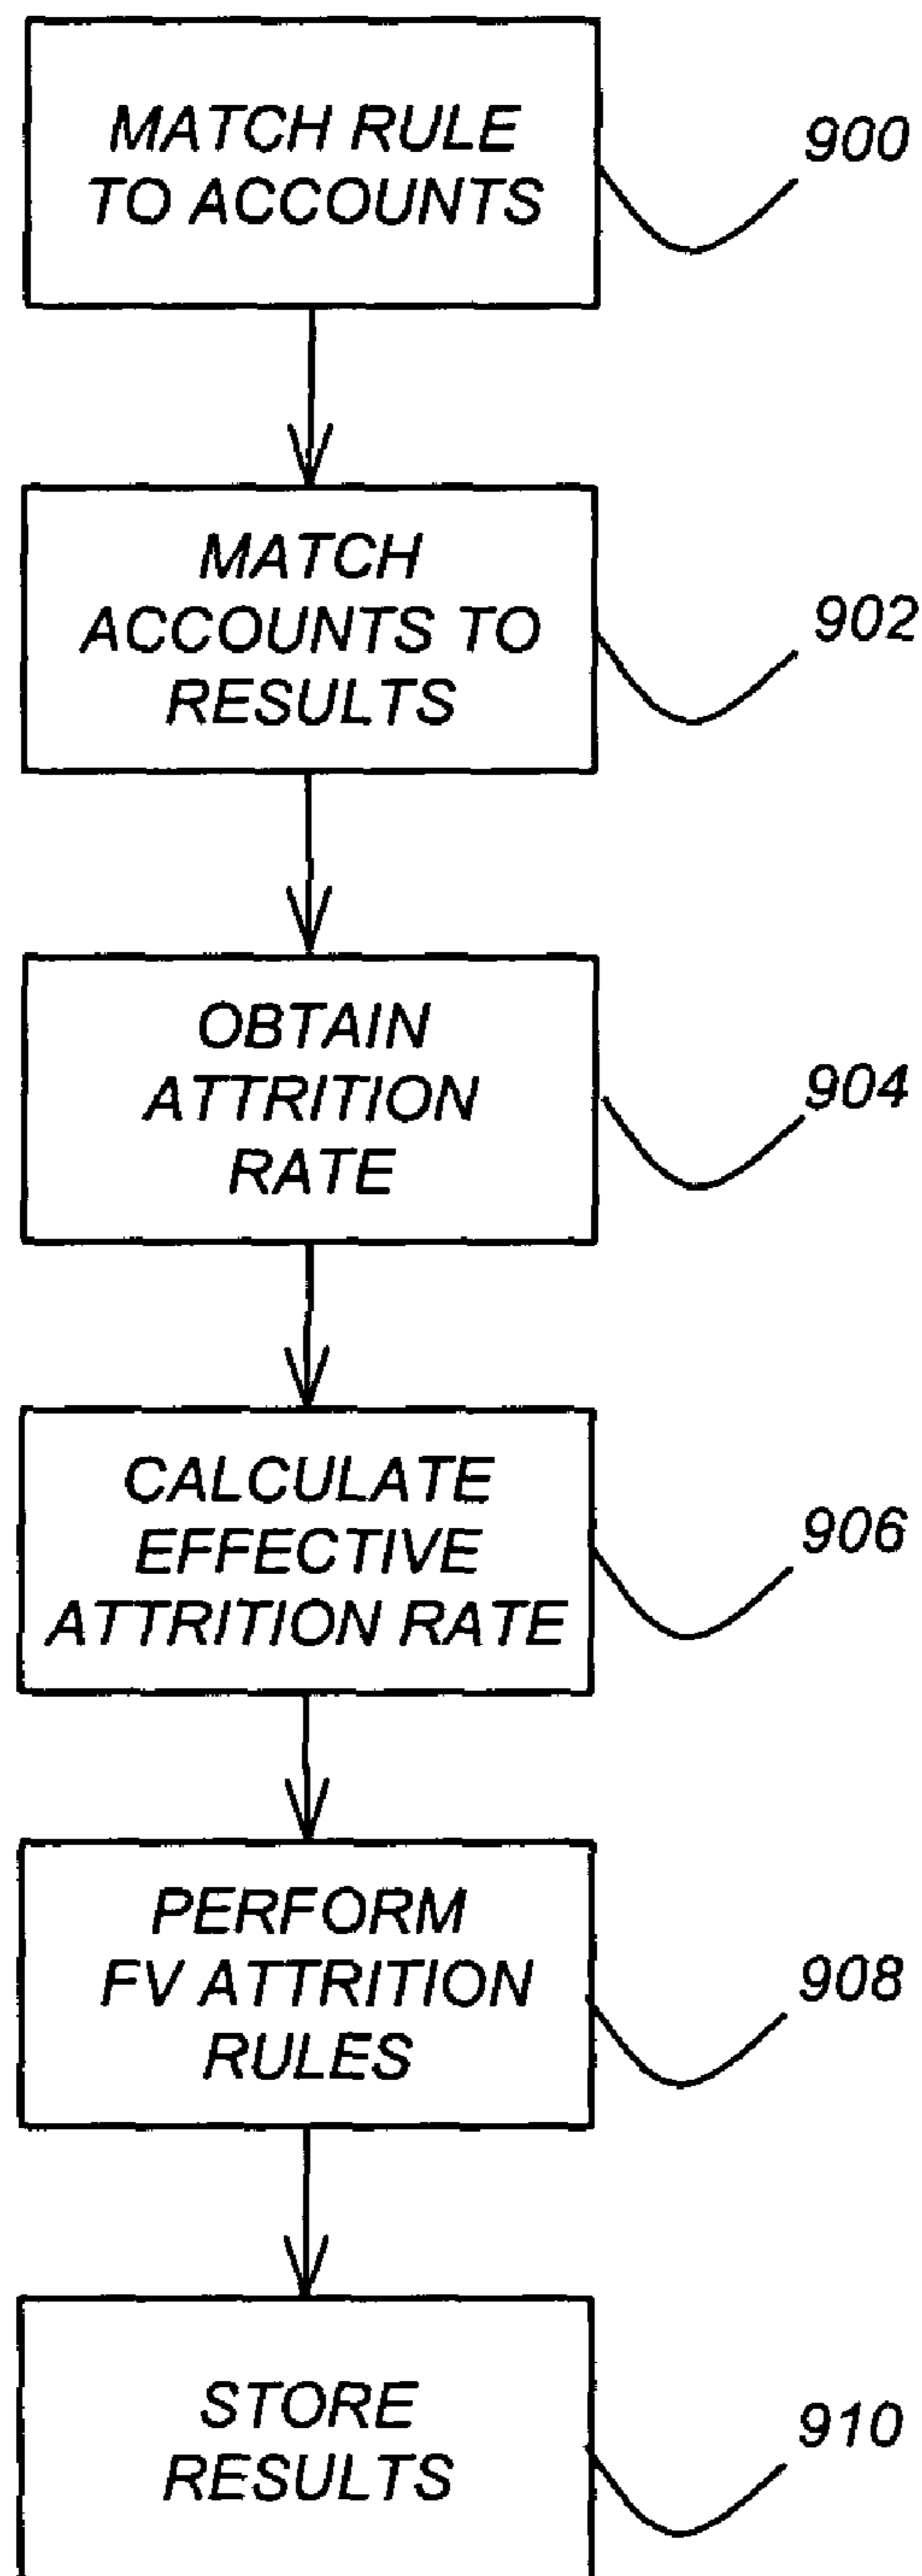 MATCH RULE
TO ACCOUNTS
900
MATCH
ACCOUNTS TO
RESULTS
902
OBTAIN
ATTRITION
RATE
904
CALCULATE
EFFECTIVE
ATTRITION RATE
906
PERFORM
FV ATTRITION
RULES
908
STORE
RESULTS
910